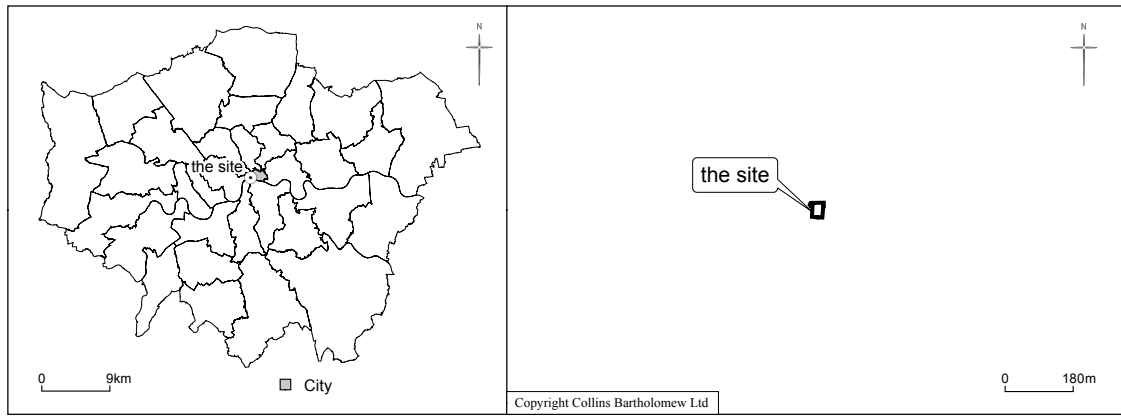 N
the site
0 9km
City
N
the site
0 180m
Copyright Collins Bartholomew Ltd